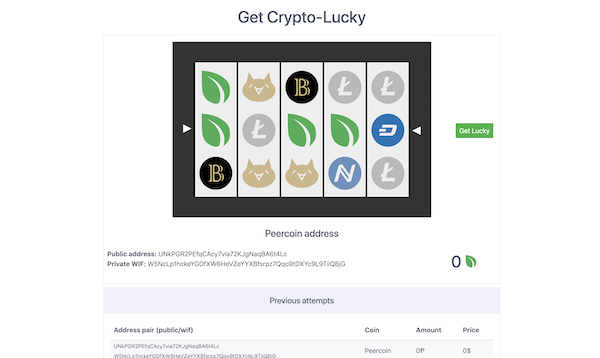 Get Crypto-Lucky
Get Lucky
Peercoin address
Public address: UNkPGR2PEfqCAcy7via72KJgNaqBA6t4Lc
Private WIF: W5NcLp1hckeYGDfXW6HeVZeYYXBfsrpz7Qqo9tDXYc9L9TiiQBjG
0
Previous attempts
Address pair (public/wif) Coin Amount Price
UNkPGR2PEfqCAcy7via72KJgNaqBA6t4Lc
W5NcLp1hckeYGDfXW6HeVZeYYXBfsrpz7Qqo9tDXYc9L9TiiQBjG
Peercoin 0₽ 0$